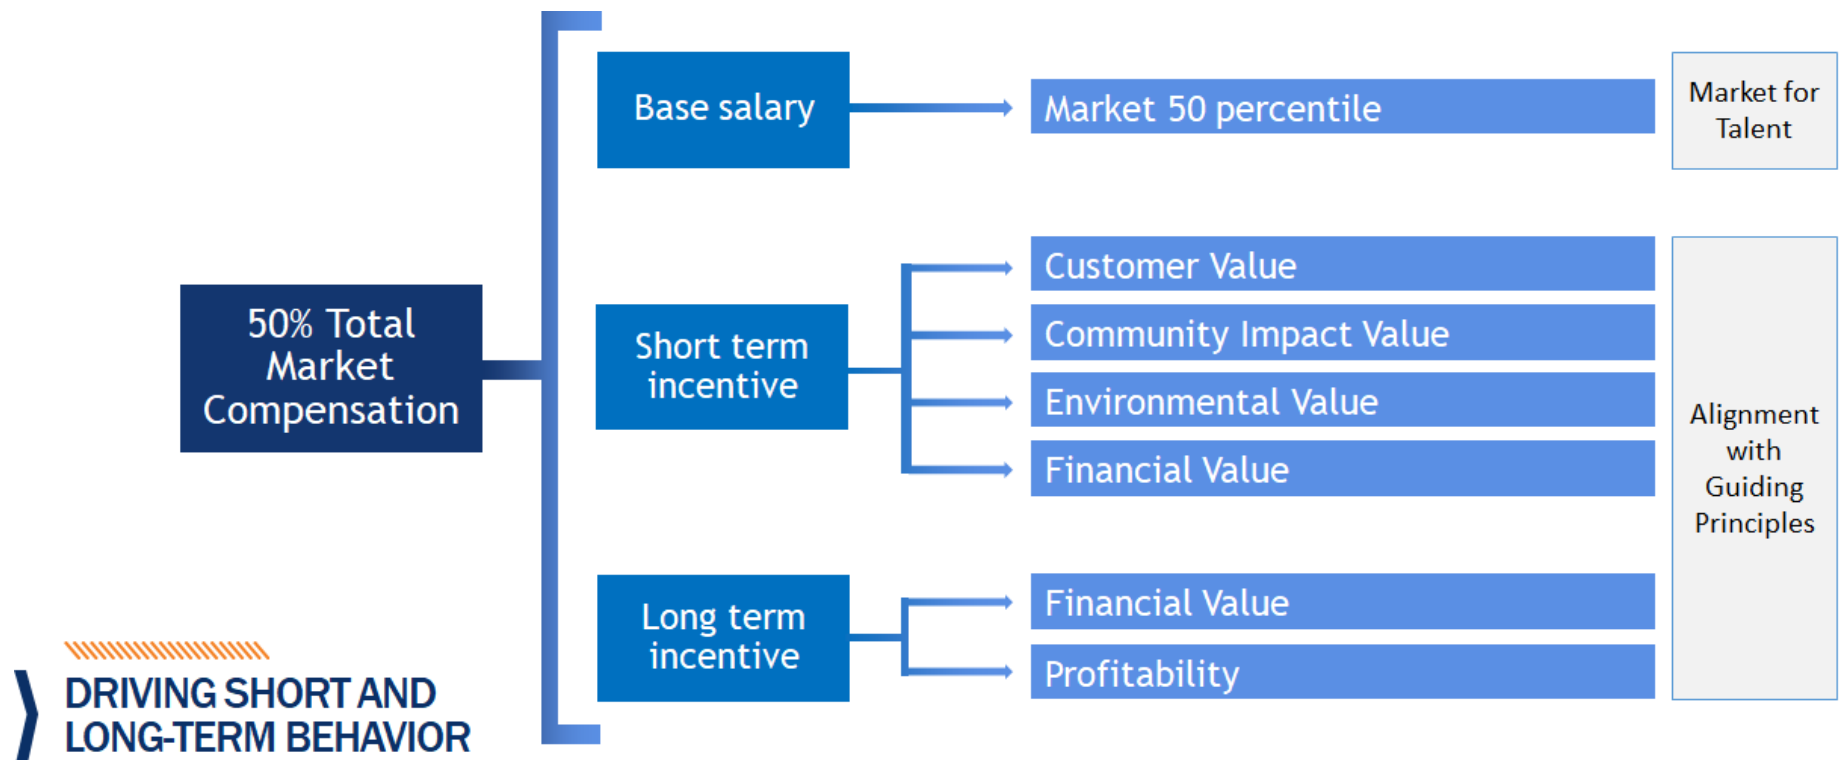 Base salary
Market 50 percentile
Market for
Talent
50% Total
Market
Compensation
Short term
incentive
Customer Value
Community Impact Value
Environmental Value
Financial Value
Alignment
with
Guiding
Principles
Long term
incentive
Financial Value
Profitability
DRIVING SHORT AND
LONG-TERM BEHAVIOR